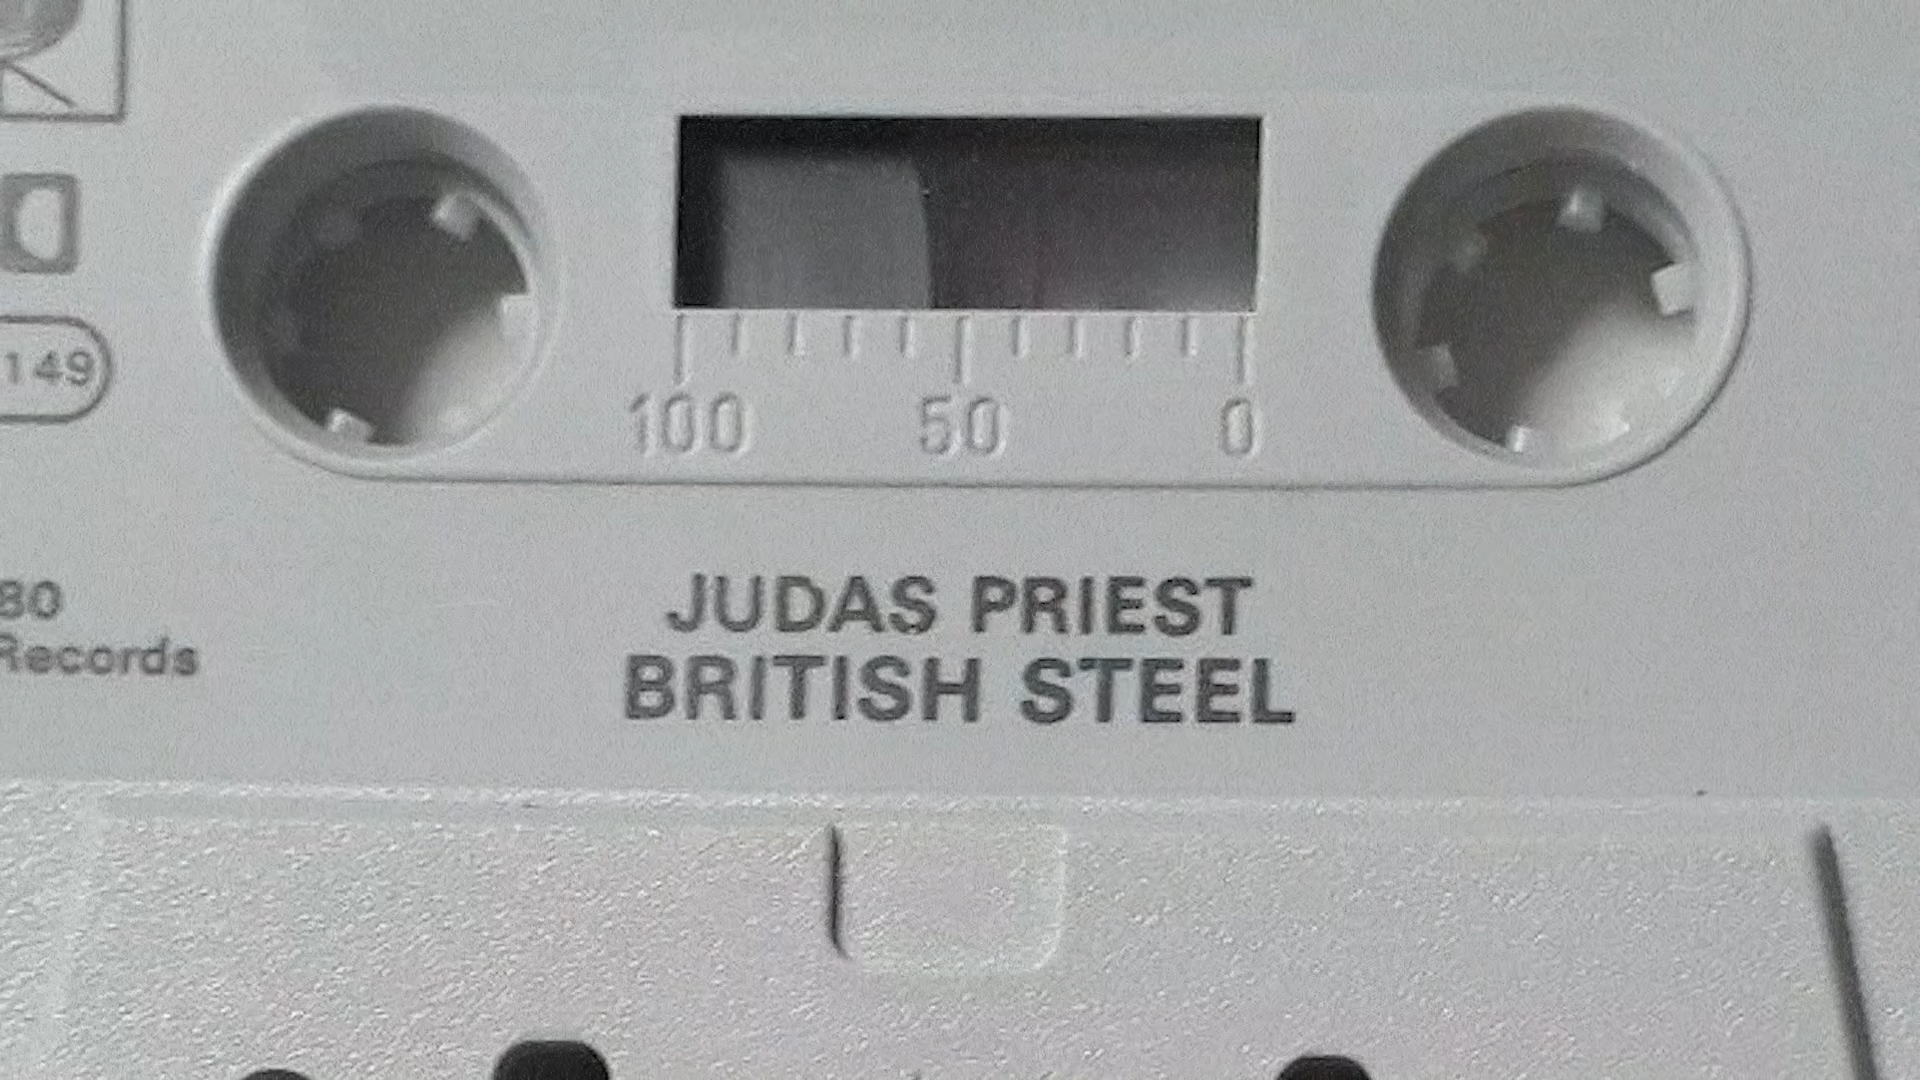 149
100 50 0
80
Records
JUDAS PRIEST
BRITISH STEEL